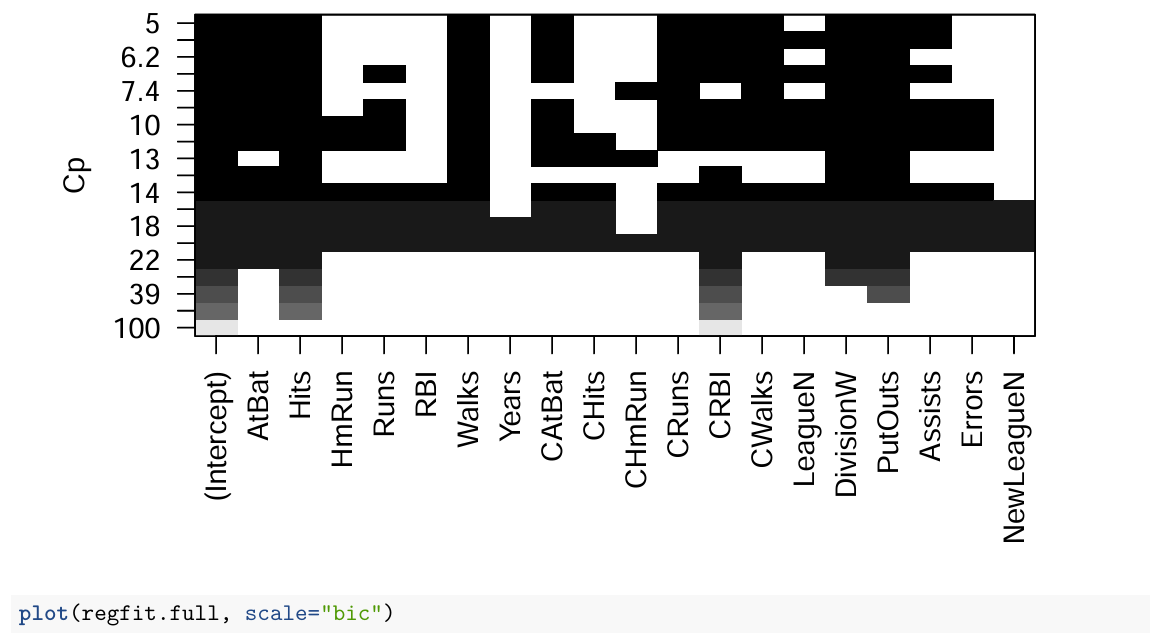 5
6.2
7.4
10
13
14
18
22
39
100
Cp
(Intercept)
AtBat
Hits
HmRun
Runs
RBI
Walks
Years
CAtBat
CHits
CHmRun
CRuns
CRBI
CWalks
LeagueN
DivisionW
PutOuts
Assists
Errors
NewLeagueN
plot(regfit.full, scale="bic")